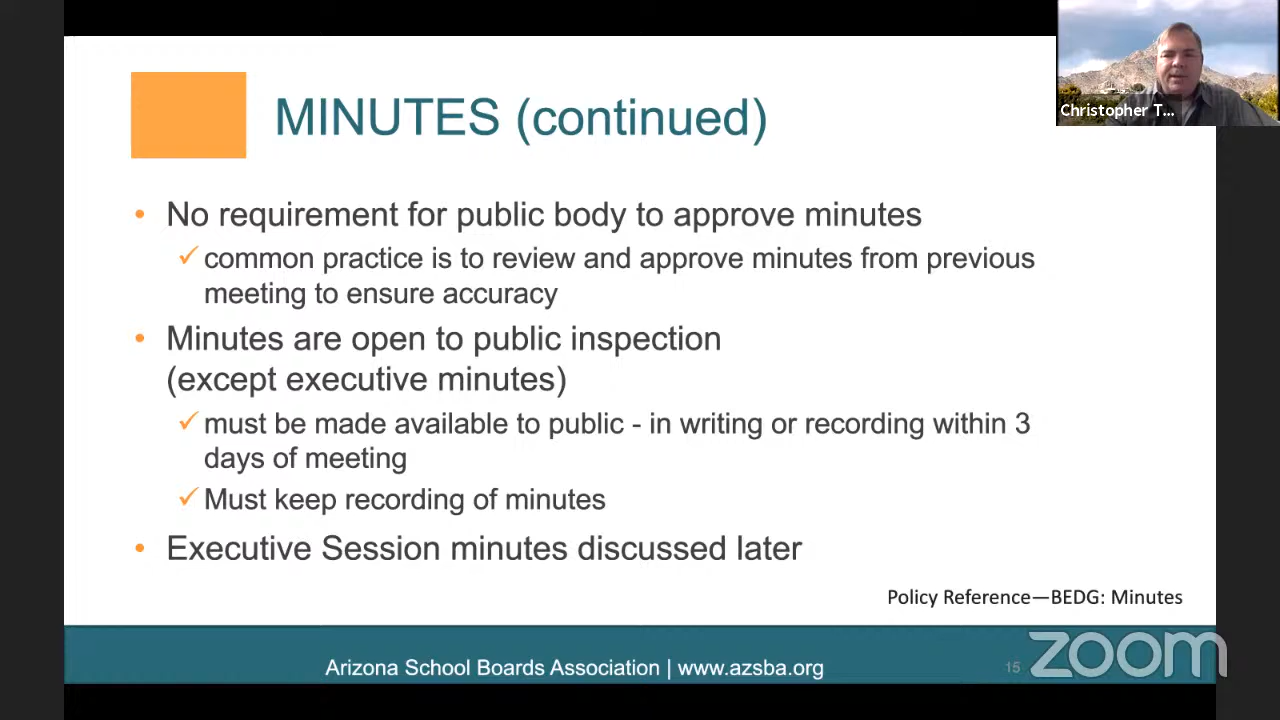 Christopher T...
MINUTES (continued)
• No requirement for public body to approve minutes
✓ common practice is to review and approve minutes from previous
meeting to ensure accuracy
• Minutes are open to public inspection
(except executive minutes)
✓ must be made available to public - in writing or recording within 3
days of meeting
✓ Must keep recording of minutes
• Executive Session minutes discussed later
Policy Reference—BEDG: Minutes
Arizona School Boards Association | www.azsba.org
15
zoom